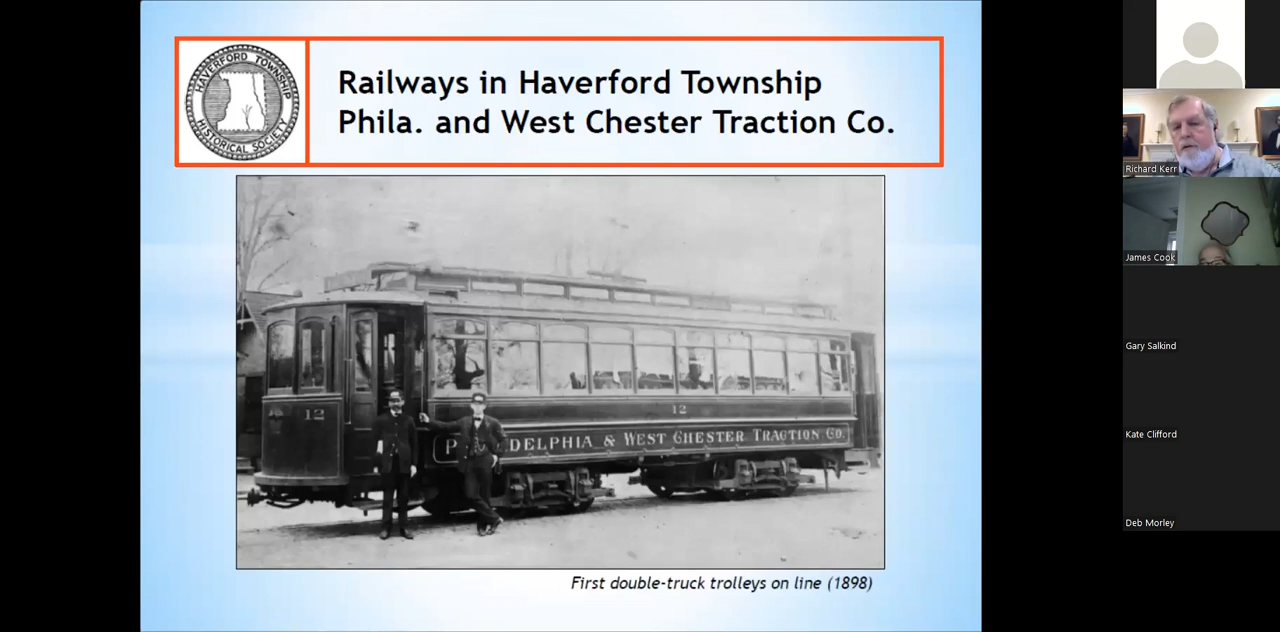 HAVERFORD TOWNSHIP
HISTORICAL SOCIETY
Railways in Haverford Township
Phila. and West Chester Traction Co.
12
12
PHILADELPHIA & WEST CHESTER TRACTION CO.
First double-truck trolleys on line (1898)
Richard Kerr
James Cook
Gary Salkind
Kate Clifford
Deb Morley